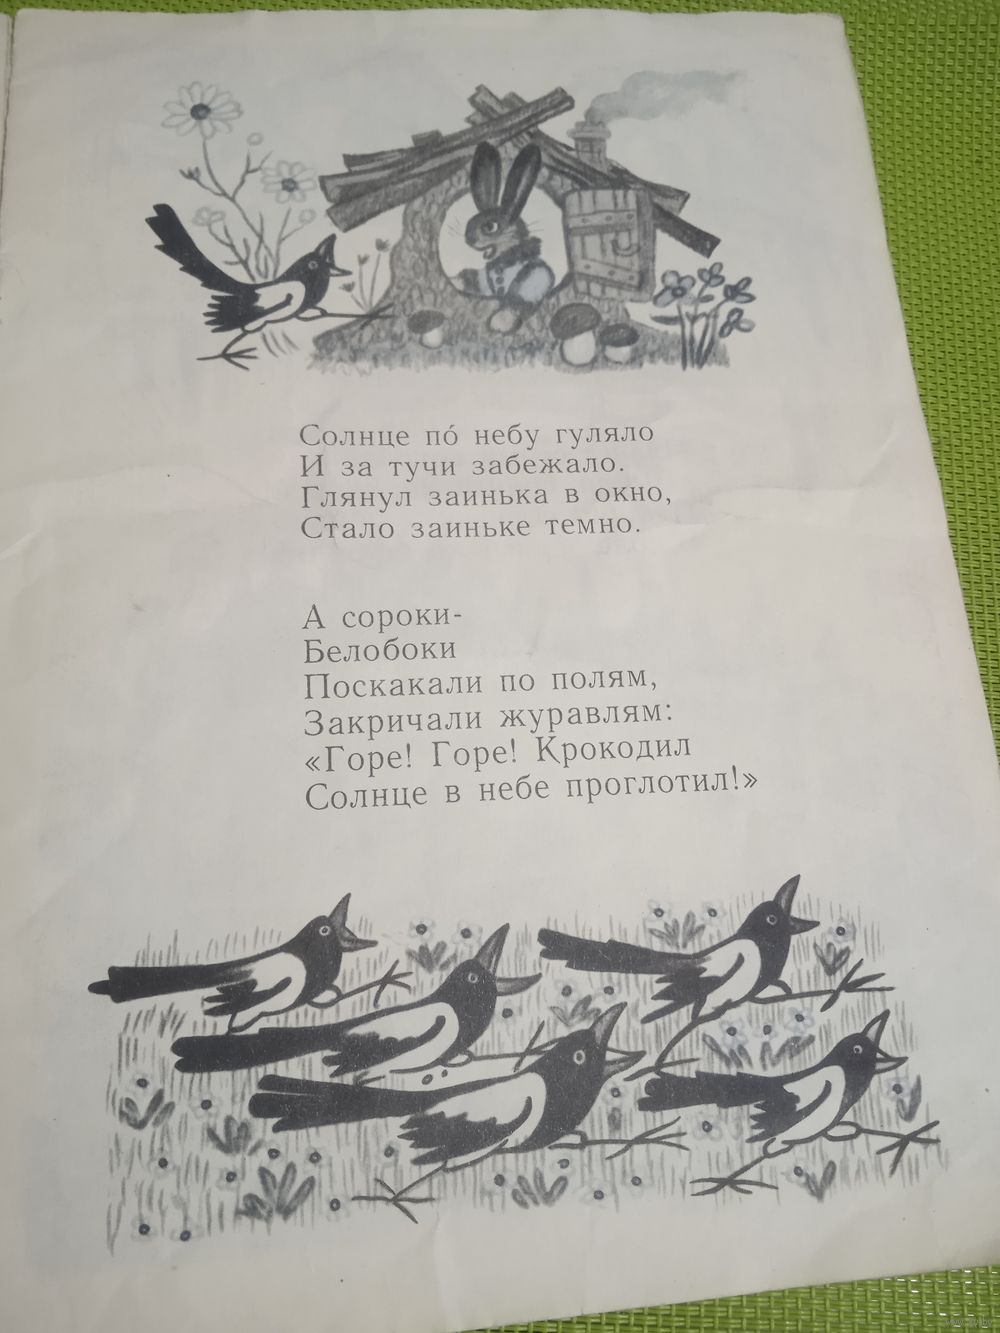 Солнце по́ небу гуляло
И за тучи забежало.
Глянул заинька в окно,
Стало заиньке темно.
А сороки-
Белобоки
Поскакали по полям,
Закричали журавлям:
«Горе! Горе! Крокодил
Солнце в небе проглотил!»